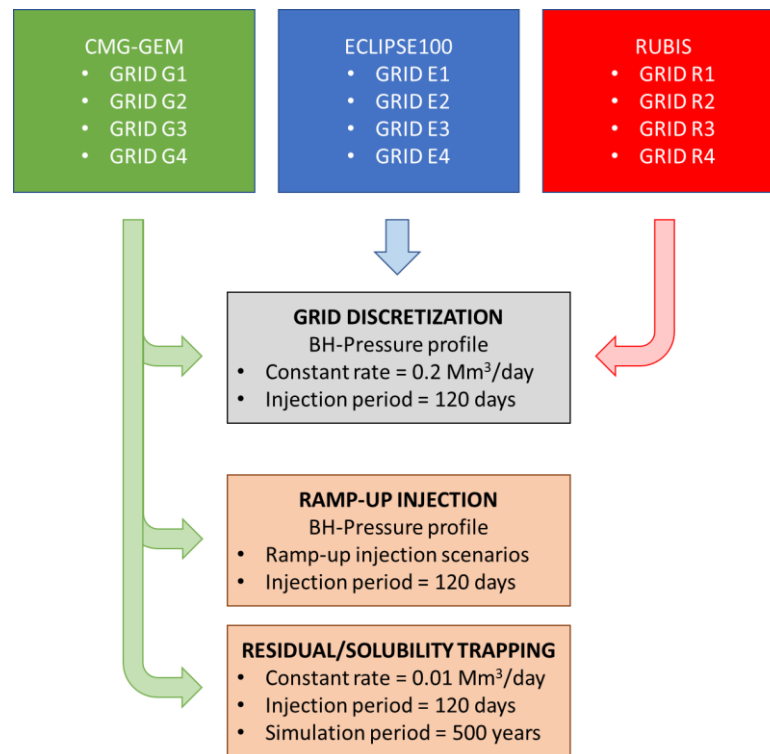 CMG-GEM
• GRID G1
• GRID G2
• GRID G3
• GRID G4
ECLIPSE100
• GRID E1
• GRID E2
• GRID E3
• GRID E4
RUBIS
• GRID R1
• GRID R2
• GRID R3
• GRID R4
GRID DISCRETIZATION
BH-Pressure profile
• Constant rate = 0.2 Mm³/day
• Injection period = 120 days
RAMP-UP INJECTION
BH-Pressure profile
• Ramp-up injection scenarios
• Injection period = 120 days
RESIDUAL/SOLUBILITY TRAPPING
• Constant rate = 0.01 Mm³/day
• Injection period = 120 days
• Simulation period = 500 years